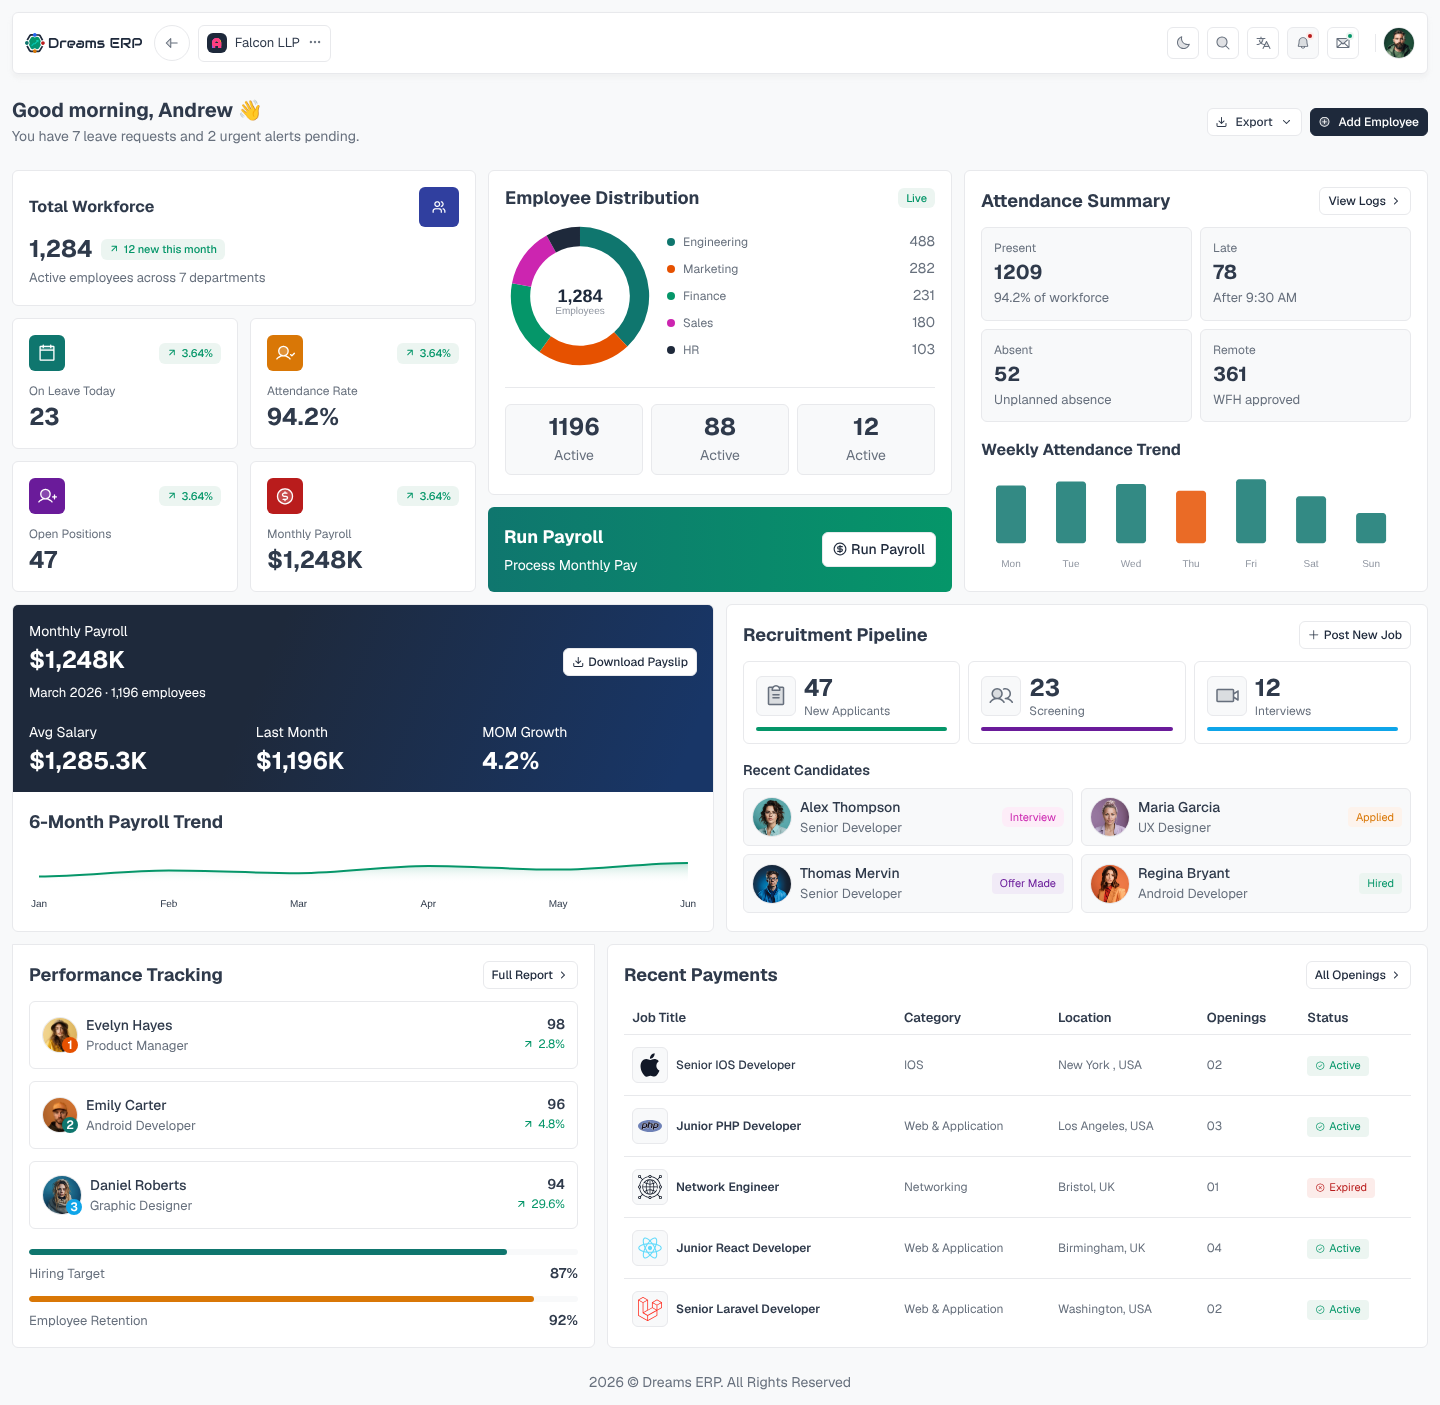 Dreams ERP
Falcon LLP
Good morning, Andrew 👋
You have 7 leave requests and 2 urgent alerts pending.
Export
Add Employee
Total Workforce
1,284
12 new this month
Active employees across 7 departments
3.64%
On Leave Today
23
3.64%
Attendance Rate
94.2%
3.64%
Open Positions
47
3.64%
Monthly Payroll
$1,248K
Employee Distribution
Live
1,284
Employees
Engineering 488
Marketing 282
Finance 231
Sales 180
HR 103
1196
Active
88
Active
12
Active
Run Payroll
Process Monthly Pay
Run Payroll
Attendance Summary
View Logs
Present
1209
94.2% of workforce
Late
78
After 9:30 AM
Absent
52
Unplanned absence
Remote
361
WFH approved
Weekly Attendance Trend
Mon Tue Wed Thu Fri Sat Sun
Monthly Payroll
$1,248K
March 2026 · 1,196 employees
Download Payslip
Avg Salary
$1,285.3K
Last Month
$1,196K
MOM Growth
4.2%
6-Month Payroll Trend
Jan Feb Mar Apr May Jun
Recruitment Pipeline
Post New Job
47
New Applicants
23
Screening
12
Interviews
Recent Candidates
Alex Thompson
Senior Developer
Interview
Maria Garcia
UX Designer
Applied
Thomas Mervin
Senior Developer
Offer Made
Regina Bryant
Android Developer
Hired
Performance Tracking
Full Report
1
Evelyn Hayes
Product Manager
98
2.8%
2
Emily Carter
Android Developer
96
4.8%
3
Daniel Roberts
Graphic Designer
94
29.6%
Hiring Target 87%
Employee Retention 92%
Recent Payments
All Openings
Job Title Category Location Openings Status
Senior IOS Developer IOS New York , USA 02 Active
php Junior PHP Developer Web & Application Los Angeles, USA 03 Active
Network Engineer Networking Bristol, UK 01 Expired
Junior React Developer Web & Application Birmingham, UK 04 Active
Senior Laravel Developer Web & Application Washington, USA 02 Active
2026 © Dreams ERP. All Rights Reserved